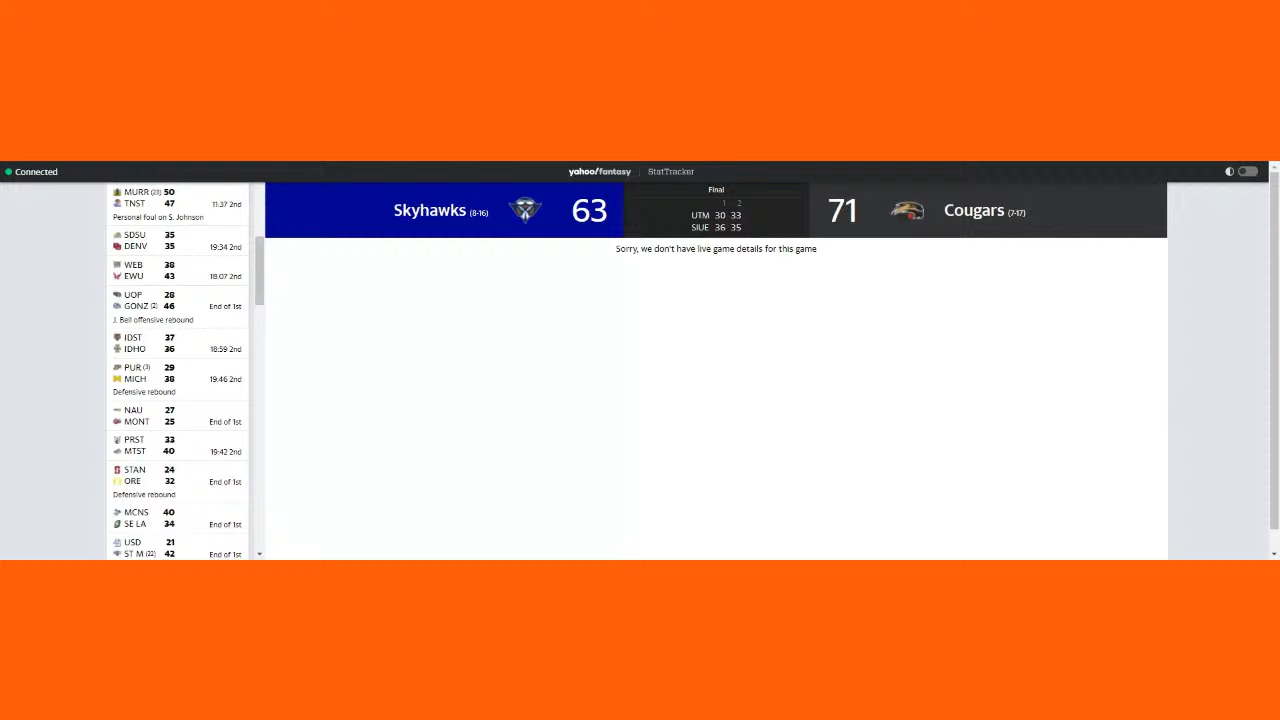 Connected
yahoo!fantasy | StatTracker
MURR (23) 50
TNST 47 11:37 2nd
Personal foul on S. Johnson
SDSU 35
DENV 35 19:34 2nd
WEB 38
EWU 43 18:07 2nd
UOP 28
GONZ (2) 46 End of 1st
J. Bell offensive rebound
IDST 37
IDHO 36 18:59 2nd
PUR (3) 29
MICH 38 19:46 2nd
Defensive rebound
NAU 27
MONT 25 End of 1st
PRST 33
MTST 40 19:42 2nd
STAN 24
ORE 32 End of 1st
Defensive rebound
MCNS 40
SE LA 34 End of 1st
USD 21
ST M (22) 42 End of 1st
Skyhawks (8-16) 63
Final
1 2
UTM 30 33
SIUE 36 35
71 Cougars (7-17)
Sorry, we don't have live game details for this game